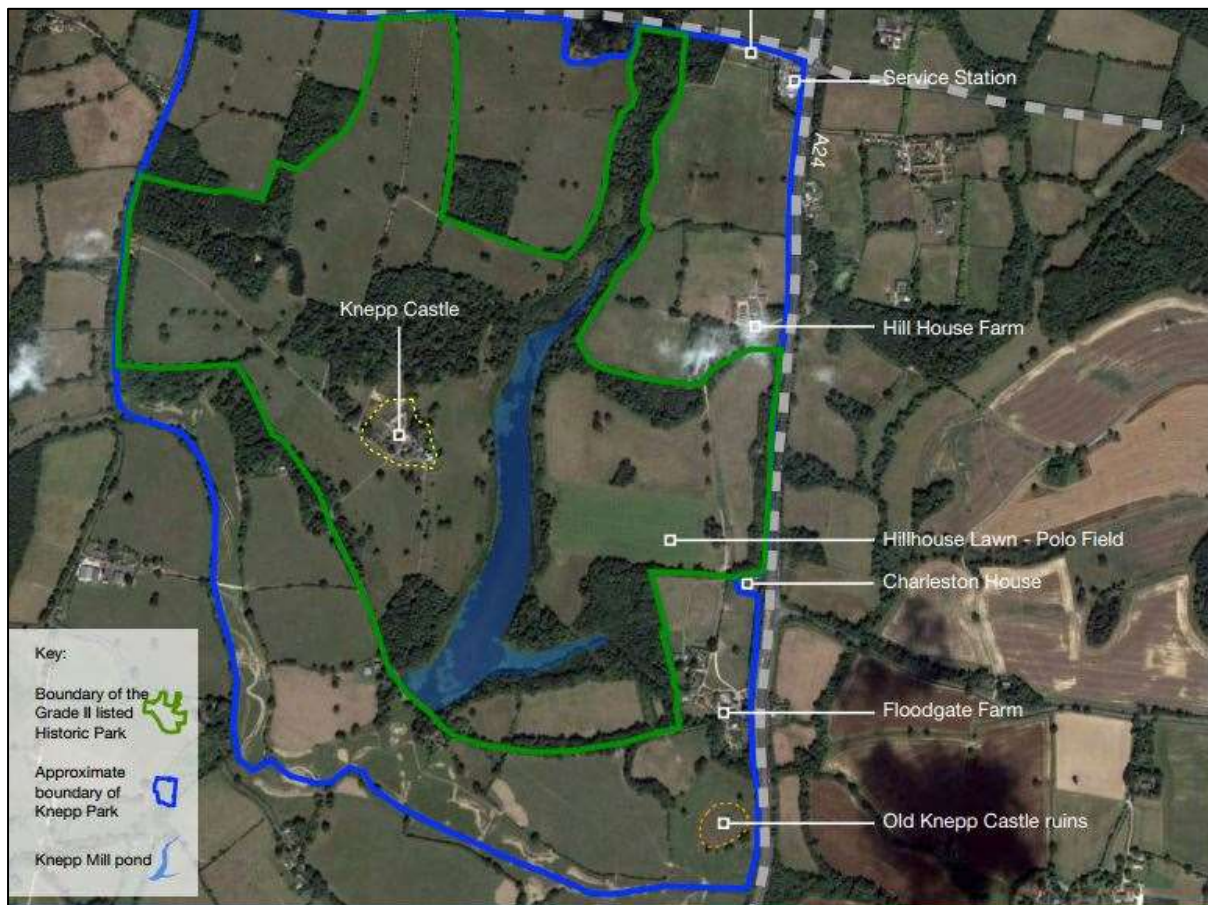 Service Station
A24
Knepp Castle
Hill House Farm
Hillhouse Lawn - Polo Field
Charleston House
Floodgate Farm
Old Knepp Castle ruins
Key:
Boundary of the
Grade II listed
Historic Park
Approximate
boundary of
Knepp Park
Knepp Mill pond